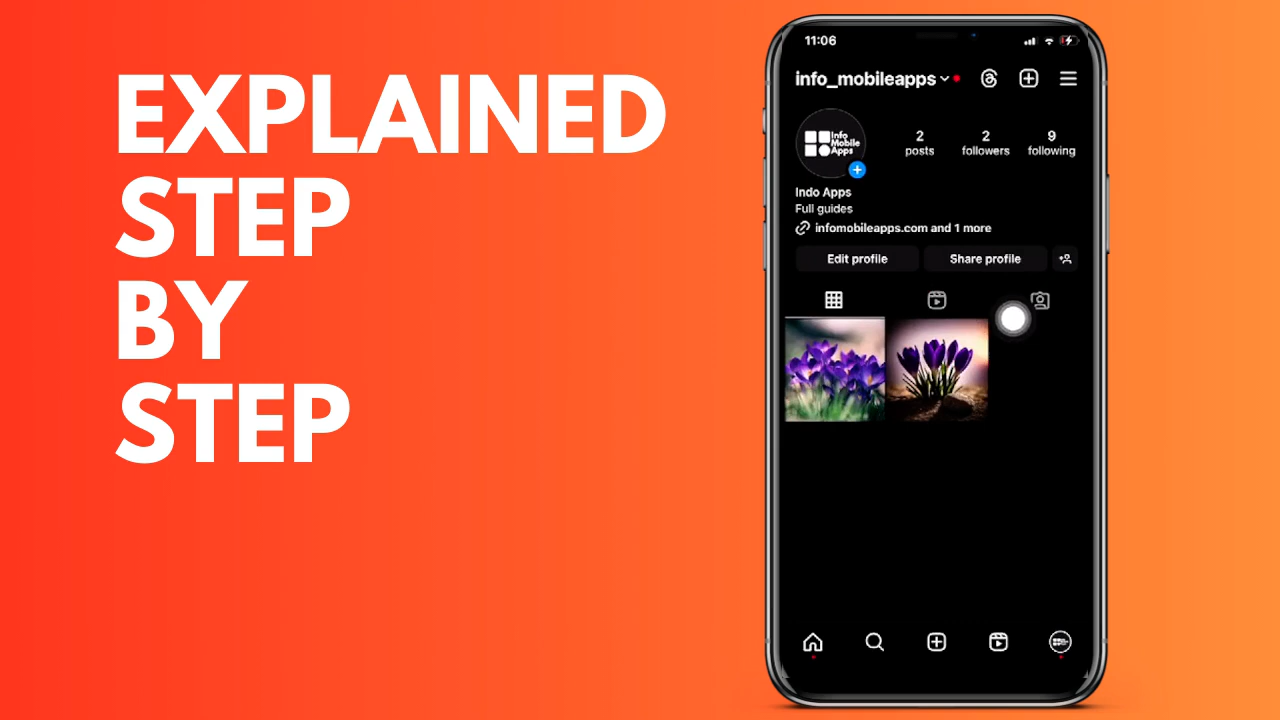 EXPLAINED
STEP
BY
STEP
11:06
info_mobileapps
Info
Mobile
Apps
2
posts
2
followers
9
following
Indo Apps
Full guides
infomobileapps.com and 1 more
Edit profile
Share profile